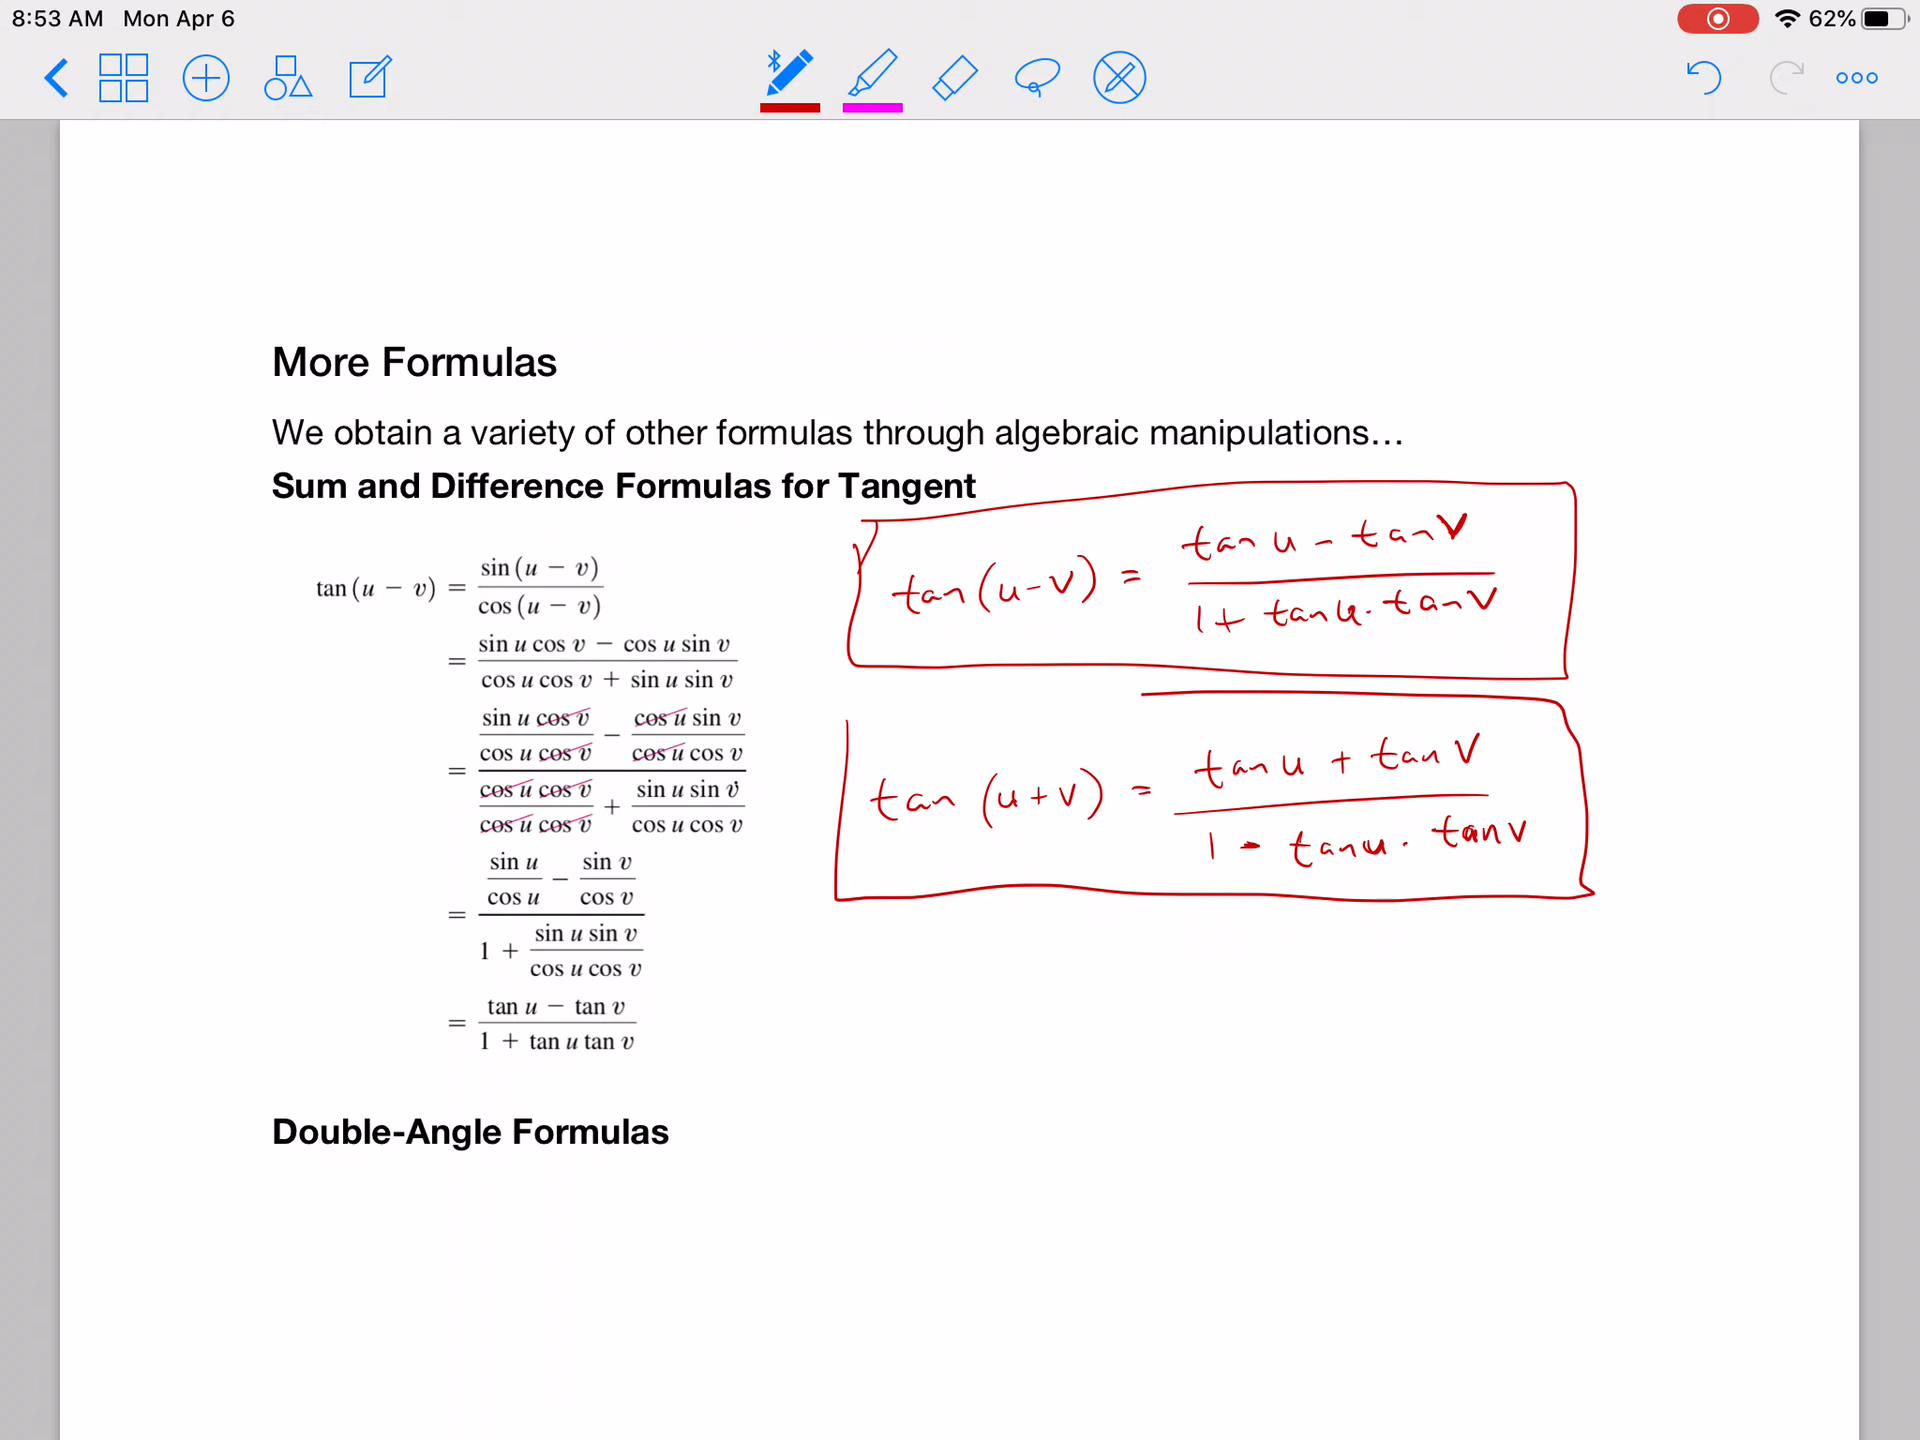 8:53 AM Mon Apr 6
62%
More Formulas
We obtain a variety of other formulas through algebraic manipulations...
Sum and Difference Formulas for Tangent
tan (u − v) = sin (u − v) / cos (u − v)
= (sin u cos v − cos u sin v) / (cos u cos v + sin u sin v)
= ((sin u cos v) / (cos u cos v) − (cos u sin v) / (cos u cos v)) / ((cos u cos v) / (cos u cos v) + (sin u sin v) / (cos u cos v))
= ((sin u / cos u) − (sin v / cos v)) / (1 + (sin u sin v) / (cos u cos v))
= (tan u − tan v) / (1 + tan u tan v)
tan (u - v) = (tan u - tan v) / (1 + tan u · tan v)
tan (u + v) = (tan u + tan v) / (1 - tan u · tan v)
Double-Angle Formulas